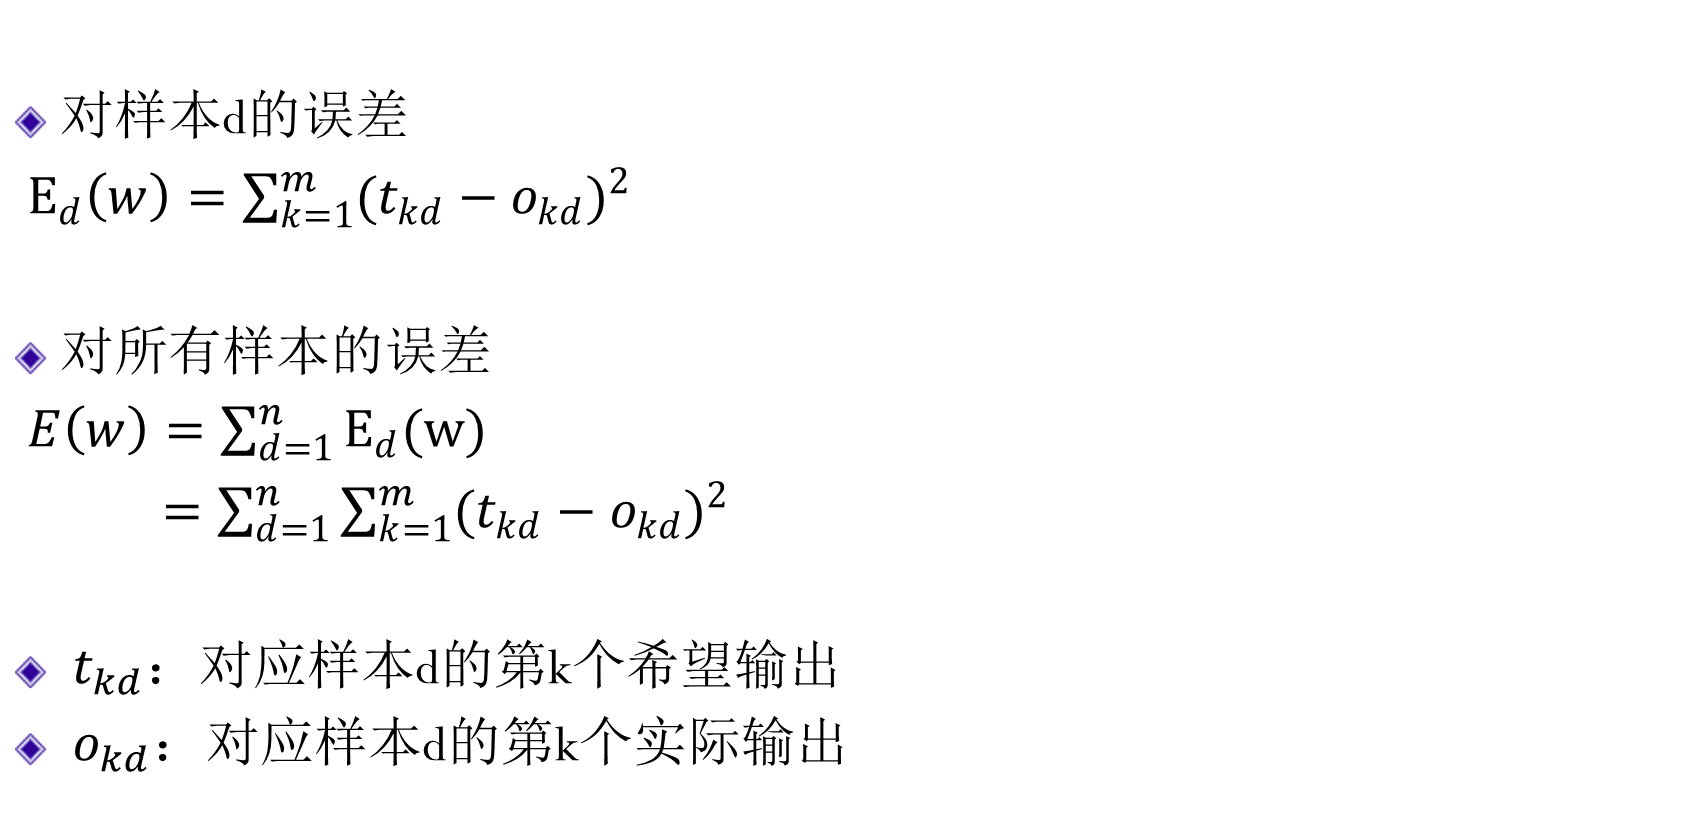 对样本d的误差
E_d(w) = ∑_{k=1}^{m}(t_{kd} − o_{kd})^2
对所有样本的误差
E(w) = ∑_{d=1}^{n} E_d(w)
= ∑_{d=1}^{n} ∑_{k=1}^{m}(t_{kd} − o_{kd})^2
t_{kd}：对应样本d的第k个希望输出
o_{kd}：对应样本d的第k个实际输出